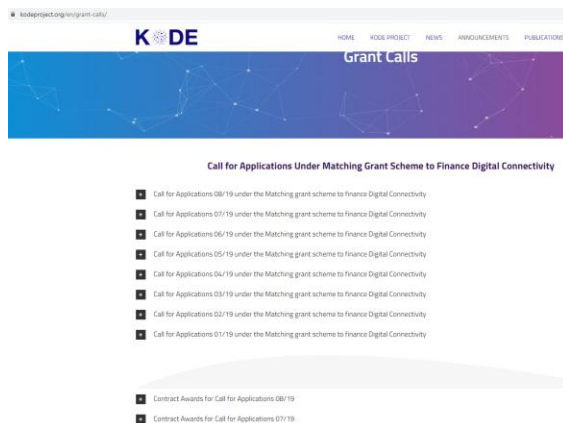 kodeproject.org/en/grant-calls/
KODE
HOME KODE PROJECT NEWS ANNOUNCEMENTS PUBLICATIONS
Grant Calls
Call for Applications Under Matching Grant Scheme to Finance Digital Connectivity
Call for Applications 08/19 under the Matching grant scheme to finance Digital Connectivity
Call for Applications 07/19 under the Matching grant scheme to finance Digital Connectivity
Call for Applications 06/19 under the Matching grant scheme to finance Digital Connectivity
Call for Applications 05/19 under the Matching grant scheme to finance Digital Connectivity
Call for Applications 04/19 under the Matching grant scheme to finance Digital Connectivity
Call for Applications 03/19 under the Matching grant scheme to finance Digital Connectivity
Call for Applications 02/19 under the Matching grant scheme to finance Digital Connectivity
Call for Applications 01/19 under the Matching grant scheme to finance Digital Connectivity
Contract Awards for Call for Applications 08/19
Contract Awards for Call for Applications 07/19